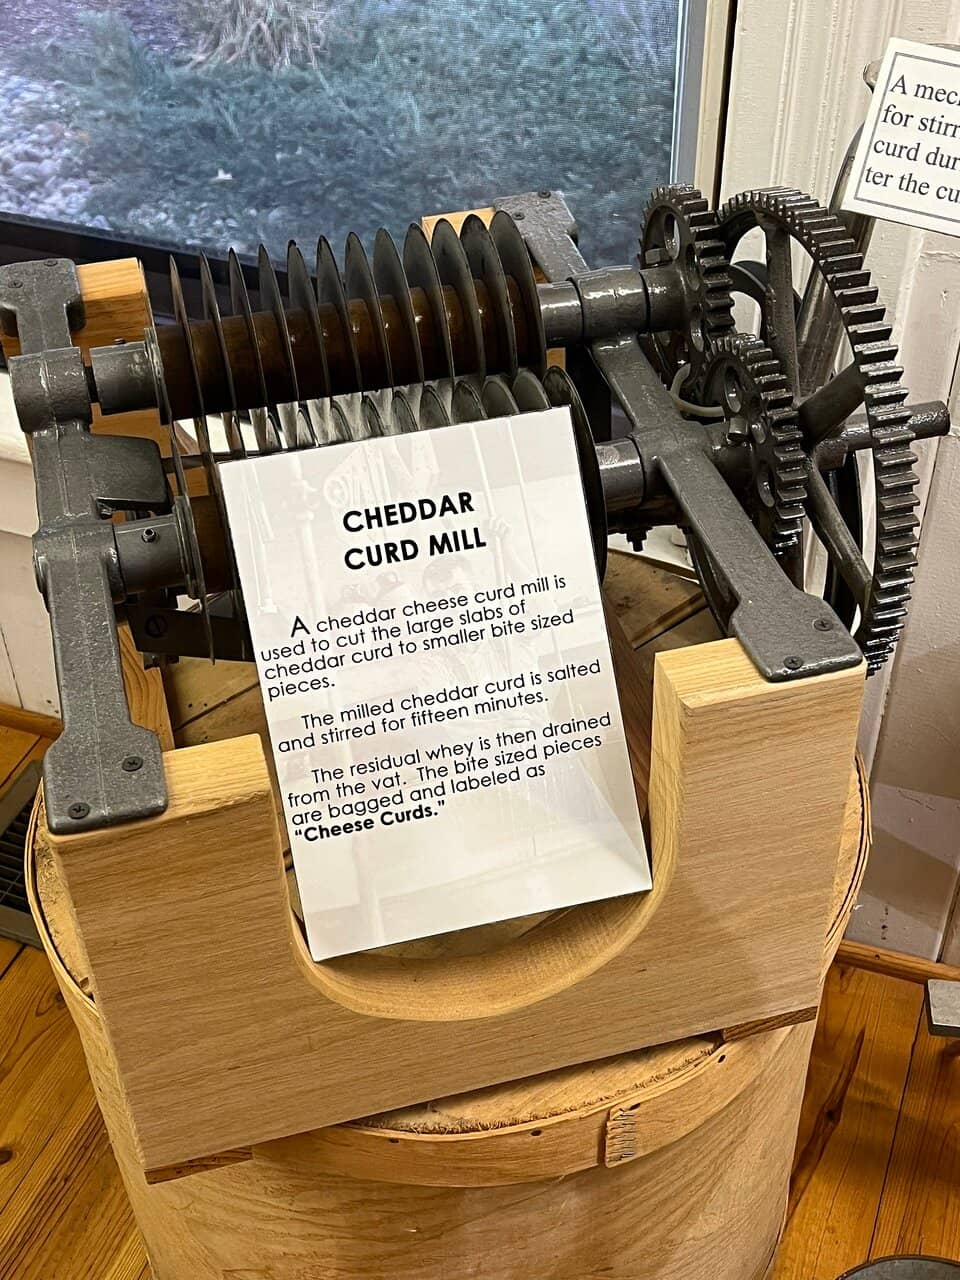 CHEDDAR
CURD MILL
A cheddar cheese curd mill is
used to cut the large slabs of
cheddar curd to smaller bite sized
pieces.
The milled cheddar curd is salted
and stirred for fifteen minutes.
The residual whey is then drained
from the vat. The bite sized pieces
are bagged and labeled as
"Cheese Curds."
A
for stirr
curd dur
ter the cu